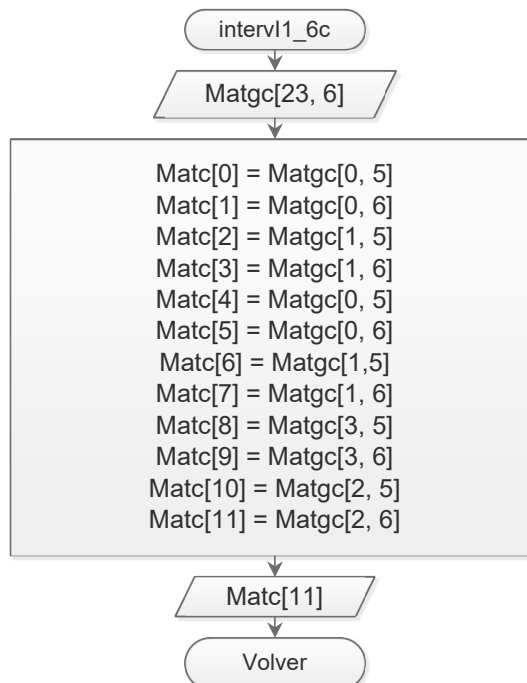 intervl1_6c
Matgc[23, 6]
Matc[0] = Matgc[0, 5]
Matc[1] = Matgc[0, 6]
Matc[2] = Matgc[1, 5]
Matc[3] = Matgc[1, 6]
Matc[4] = Matgc[0, 5]
Matc[5] = Matgc[0, 6]
Matc[6] = Matgc[1,5]
Matc[7] = Matgc[1, 6]
Matc[8] = Matgc[3, 5]
Matc[9] = Matgc[3, 6]
Matc[10] = Matgc[2, 5]
Matc[11] = Matgc[2, 6]
Matc[11]
Volver